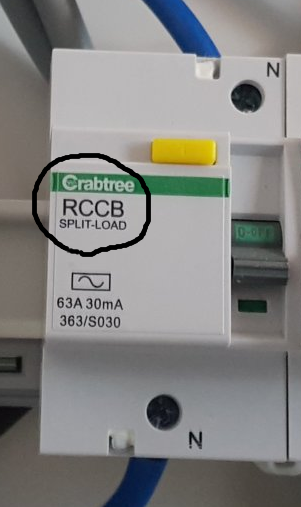 N
Crabtree
RCCB
SPLIT-LOAD
63A 30mA
363/S030
N